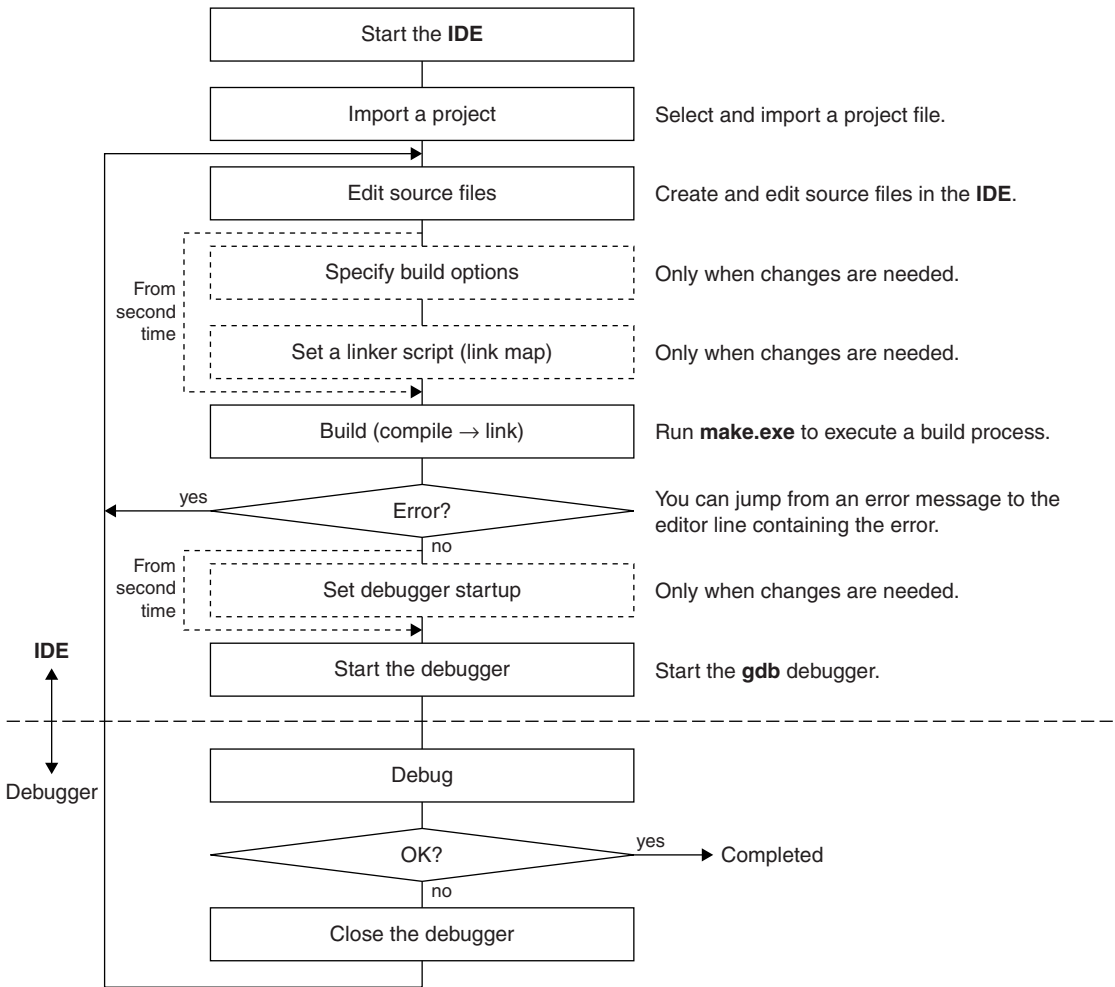 Start the IDE
Import a project
Select and import a project file.
Edit source files
Create and edit source files in the IDE.
Specify build options
Only when changes are needed.
From
second
time
Set a linker script (link map)
Only when changes are needed.
Build (compile → link)
Run make.exe to execute a build process.
yes
Error?
You can jump from an error message to the
editor line containing the error.
no
From
second
time
Set debugger startup
Only when changes are needed.
IDE
Start the debugger
Start the gdb debugger.
Debugger
Debug
OK?
yes
Completed
no
Close the debugger